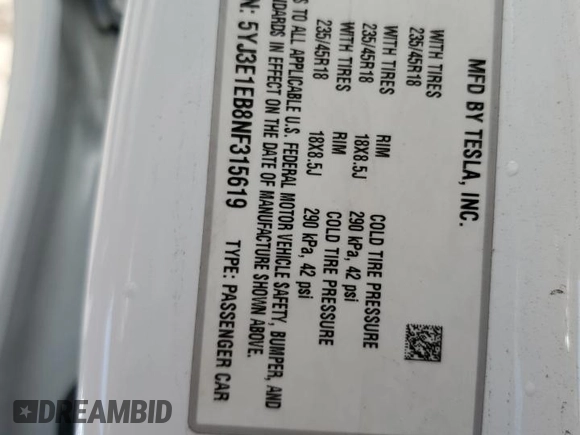 MFD BY TESLA, INC.
WITH TIRES RIM COLD TIRE PRESSURE
235/45R18 18X8.5J 290 kPa, 42 psi
WITH TIRES RIM COLD TIRE PRESSURE
235/45R18 18X8.5J 290 kPa, 42 psi
S TO ALL APPLICABLE U.S. FEDERAL MOTOR VEHICLE SAFETY, BUMPER, AND
NDARDS IN EFFECT ON THE DATE OF MANUFACTURE SHOWN ABOVE.
N: 5YJ3E1EB8NF315619 TYPE: PASSENGER CAR
DREAMBID